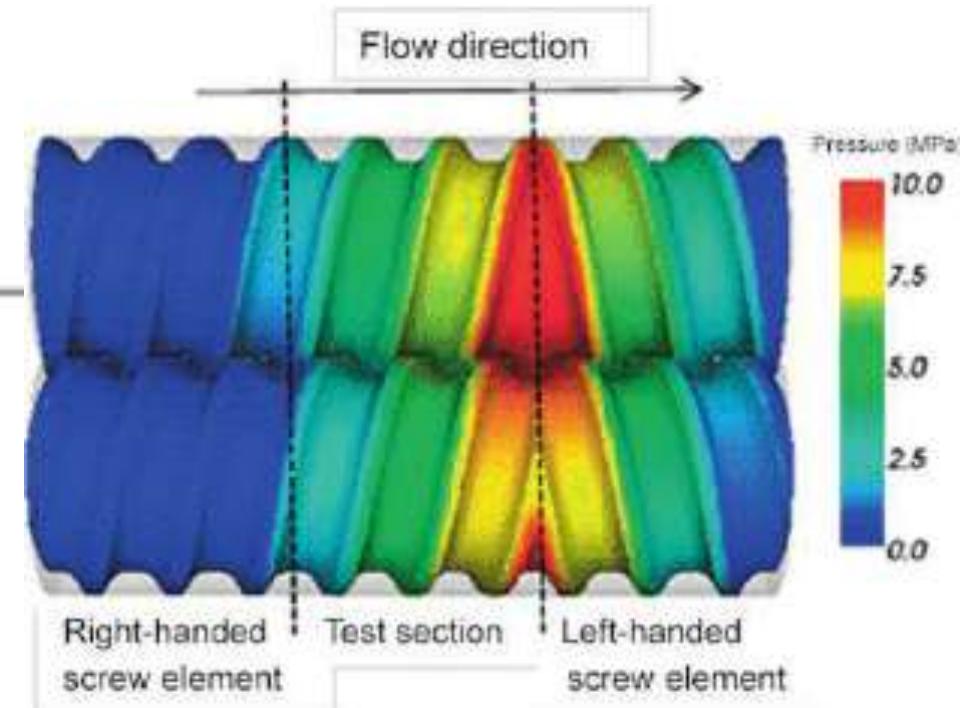 Flow direction
Pressure (MPa)
10.0
7.5
5.0
2.5
0.0
Right-handed
screw element
Test section
Left-handed
screw element